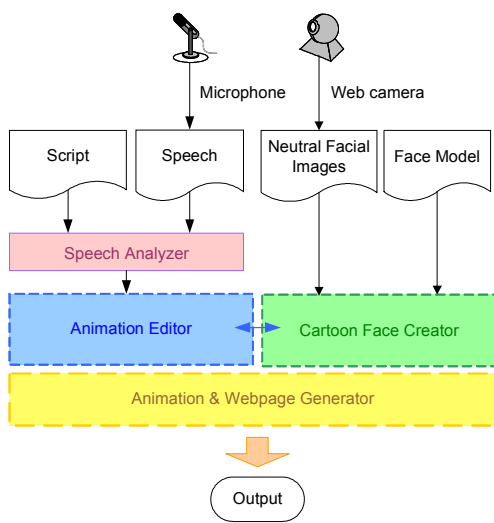 Microphone
Web camera
Script
Speech
Neutral Facial
Images
Face Model
Speech Analyzer
Animation Editor
Cartoon Face Creator
Animation & Webpage Generator
Output